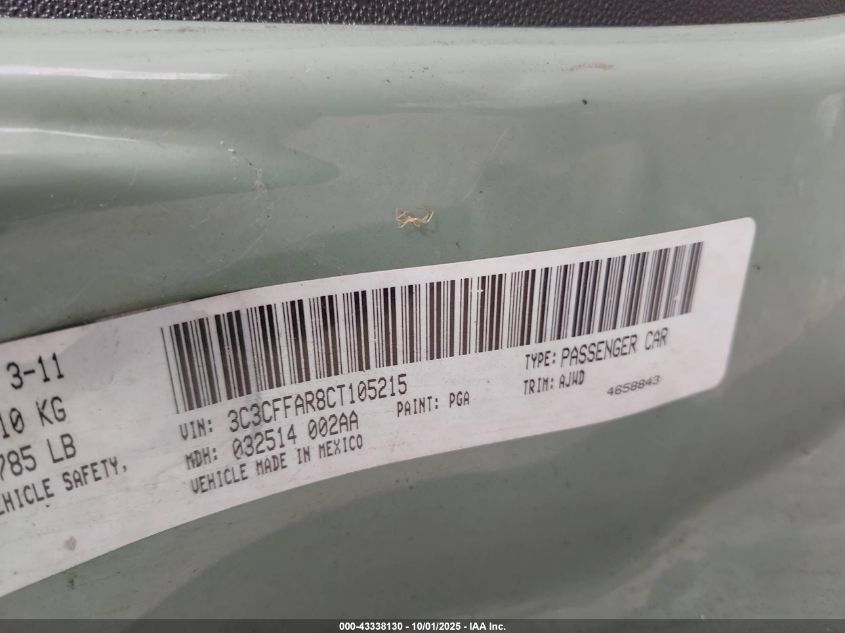 3-11
10 KG
785 LB
EHICLE SAFETY,
VIN: 3C3CFFAR8CT105215
MDH: 032514 002AA
PAINT: PGA
VEHICLE MADE IN MEXICO
TYPE: PASSENGER CAR
TRIM: AJWD
4658843
000-43338130 - 10/01/2025 - IAA Inc.